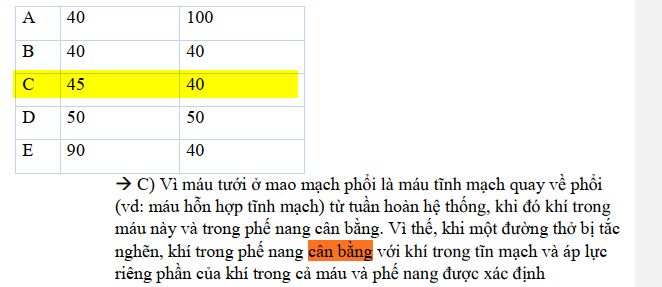 A 40 100
B 40 40
C 45 40
D 50 50
E 90 40
→ C) Vì máu tưới ở mao mạch phổi là máu tĩnh mạch quay về phổi
(vd: máu hỗn hợp tĩnh mạch) từ tuần hoàn hệ thống, khi đó khí trong
máu này và trong phế nang cân bằng. Vì thế, khi một đường thở bị tắc
nghẽn, khí trong phế nang cân bằng với khí trong tĩn mạch và áp lực
riêng phần của khí trong cả máu và phế nang được xác định